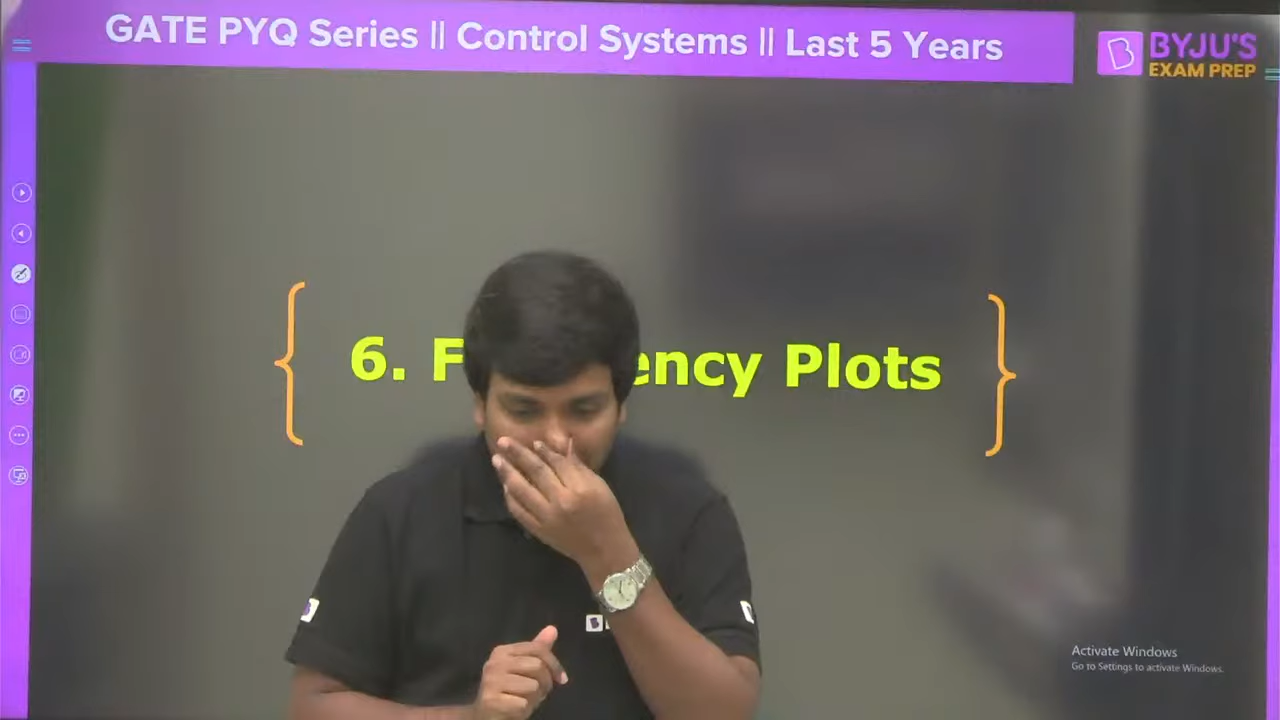 GATE PYQ Series || Control Systems || Last 5 Years
BYJU'S
EXAM PREP
6. F ency Plots
Activate Windows
Go to Settings to activate Windows.